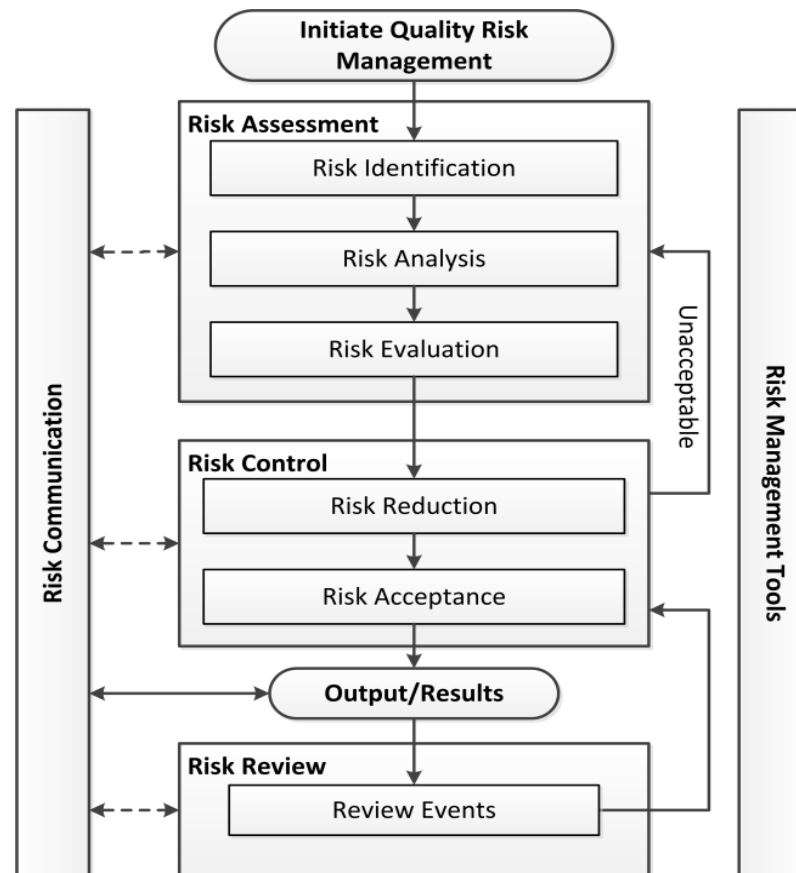 Initiate Quality Risk
Management
Risk Assessment
Risk Identification
Risk Analysis
Risk Evaluation
Unacceptable
Risk Communication
Risk Management Tools
Risk Control
Risk Reduction
Risk Acceptance
Output/Results
Risk Review
Review Events